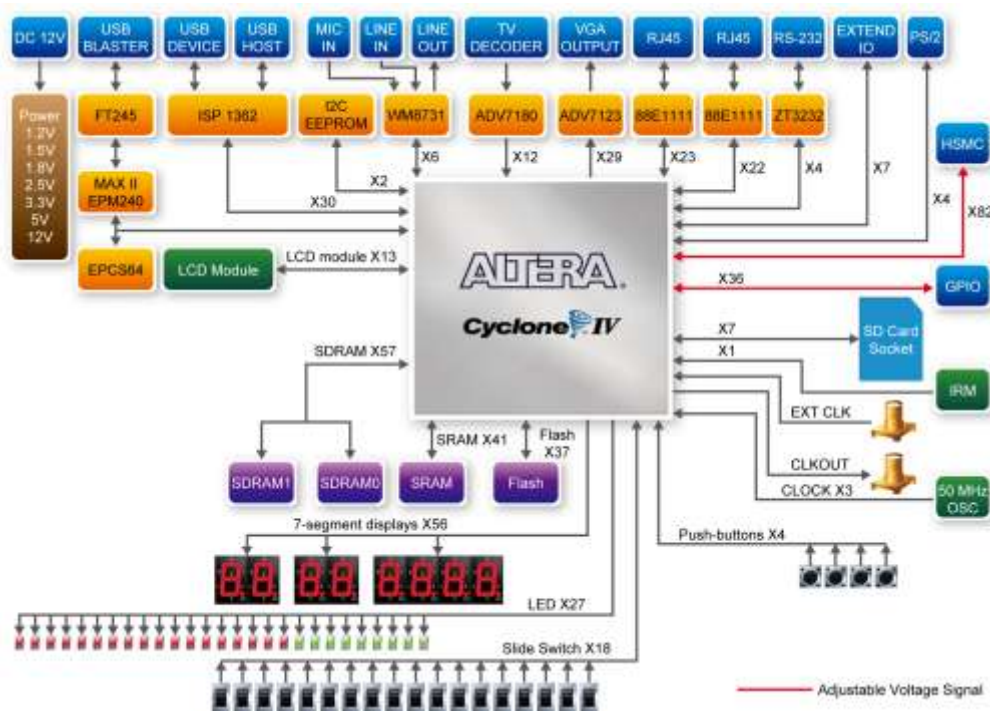 DC 12V
USB BLASTER
USB DEVICE
USB HOST
MIC IN
LINE IN
LINE OUT
TV DECODER
VGA OUTPUT
RJ45
RJ45
RS-232
EXTEND IO
PS/2
Power
1.2V
1.5V
1.8V
2.5V
3.3V
5V
12V
FT245
ISP 1362
I2C EEPROM
WM8731
ADV7180
ADV7123
88E1111
88E1111
ZT3232
HSMC
X6
X12
X29
X23
X22
X4
X7
X4
X82
X2
X30
MAX II EPM240
EPCS64
LCD Module
LCD module X13
ALTERA.
Cyclone IV
X36
GPIO
X7
SD Card Socket
X1
IRM
EXT CLK
CLKOUT
CLOCK X3
50 MHz OSC
SDRAM X57
SRAM X41
Flash X37
SDRAM1
SDRAM0
SRAM
Flash
7-segment displays X56
88
88
8888
Push-buttons X4
LED X27
Slide Switch X18
Adjustable Voltage Signal